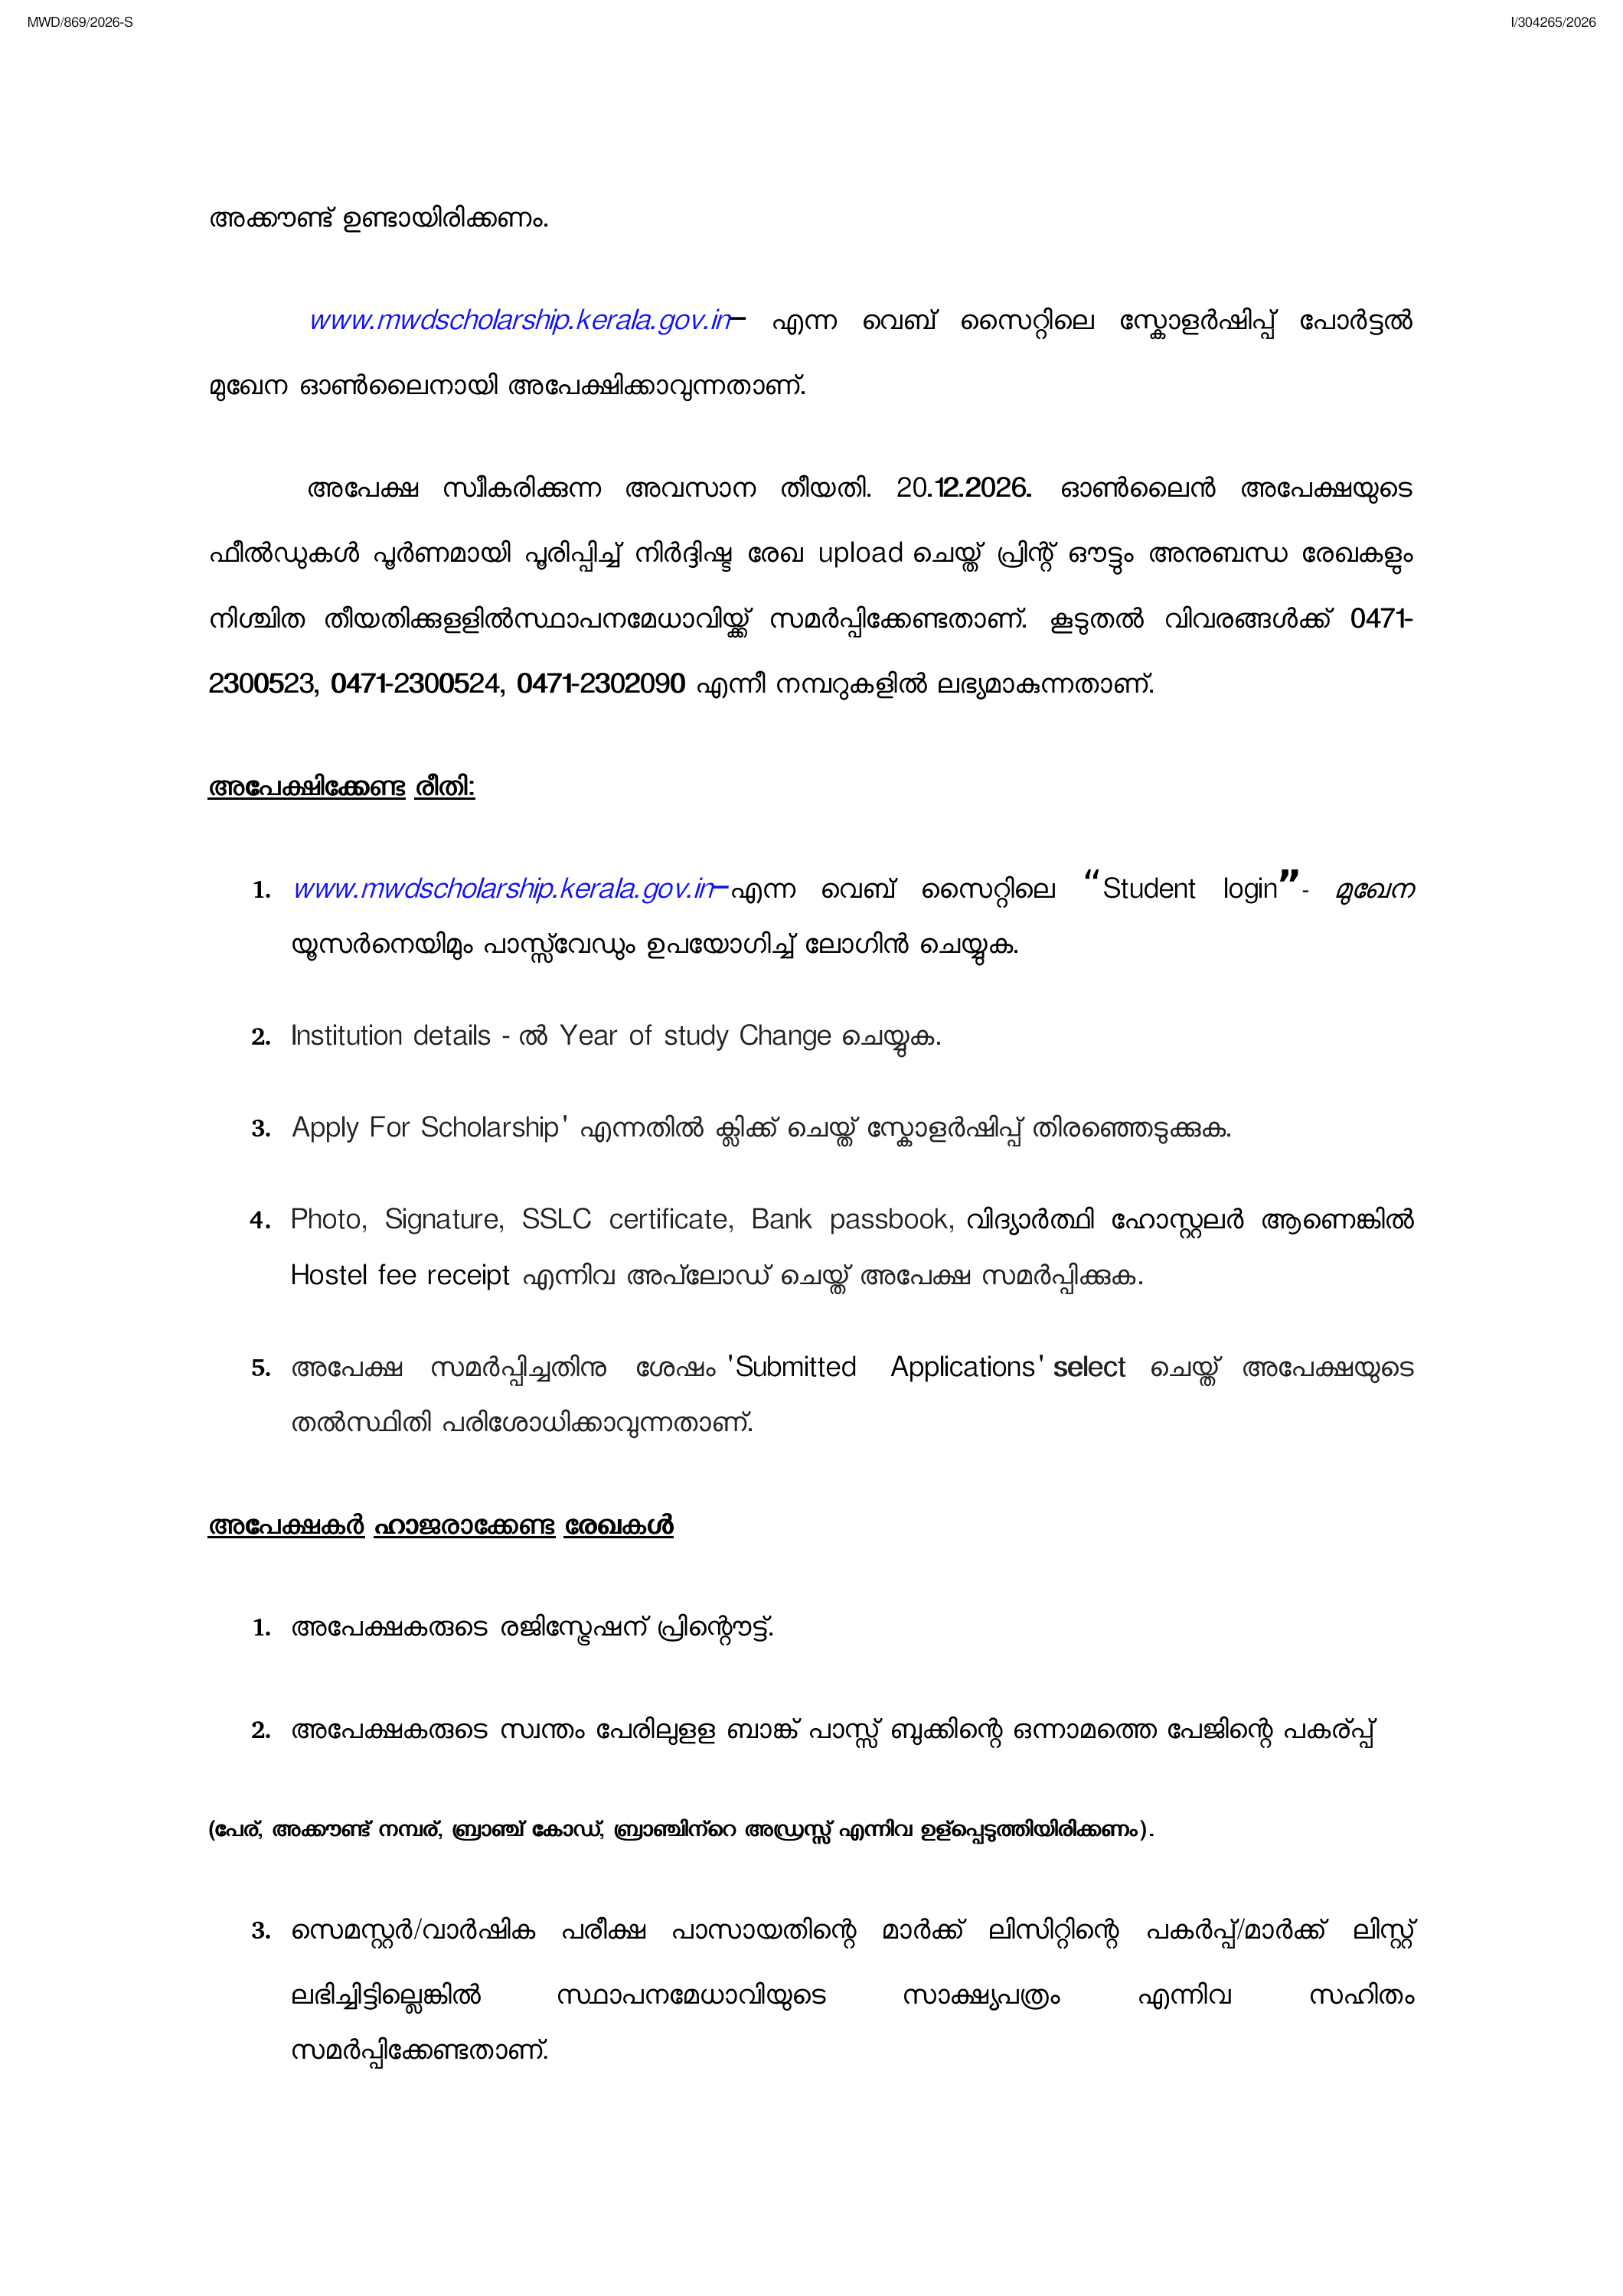 MWD/869/2026-S
I/304265/2026
അക്കൗണ്ട് ഉണ്ടായിരിക്കണം.
www.mwdscholarship.kerala.gov.in– എന്ന വെബ് സൈറ്റിലെ സ്കോളർഷിപ്പ് പോർട്ടൽ
മുഖേന ഓൺലൈനായി അപേക്ഷിക്കാവുന്നതാണ്.
അപേക്ഷ സ്വീകരിക്കുന്ന അവസാന തീയതി. 20.12.2026. ഓൺലൈൻ അപേക്ഷയുടെ
ഫീൽഡുകൾ പൂർണമായി പൂരിപ്പിച്ച് നിർദ്ദിഷ്ട രേഖ upload ചെയ്ത് പ്രിന്റ് ഔട്ടും അനുബന്ധ രേഖകളും
നിശ്ചിത തീയതിക്കുളളിൽസ്ഥാപനമേധാവിയ്ക്ക് സമർപ്പിക്കേണ്ടതാണ്. കൂടുതൽ വിവരങ്ങൾക്ക് 0471-
2300523, 0471-2300524, 0471-2302090 എന്നീ നമ്പറുകളിൽ ലഭ്യമാകുന്നതാണ്.
അപേക്ഷിക്കേണ്ട രീതി:
1. www.mwdscholarship.kerala.gov.in–എന്ന വെബ് സൈറ്റിലെ “Student login”- മുഖേന
യൂസർനെയിമും പാസ്സ്‌വേഡും ഉപയോഗിച്ച് ലോഗിൻ ചെയ്യുക.
2. Institution details - ൽ Year of study Change ചെയ്യുക.
3. Apply For Scholarship' എന്നതിൽ ക്ലിക്ക് ചെയ്ത് സ്കോളർഷിപ്പ് തിരഞ്ഞെടുക്കുക.
4. Photo, Signature, SSLC certificate, Bank passbook, വിദ്യാർത്ഥി ഹോസ്റ്റലർ ആണെങ്കിൽ
Hostel fee receipt എന്നിവ അപ്‌ലോഡ് ചെയ്ത് അപേക്ഷ സമർപ്പിക്കുക.
5. അപേക്ഷ സമർപ്പിച്ചതിനു ശേഷം 'Submitted Applications' select ചെയ്ത് അപേക്ഷയുടെ
തൽസ്ഥിതി പരിശോധിക്കാവുന്നതാണ്.
അപേക്ഷകർ ഹാജരാക്കേണ്ട രേഖകൾ
1. അപേക്ഷകരുടെ രജിസ്ട്രേഷന് പ്രിന്റൌട്ട്.
2. അപേക്ഷകരുടെ സ്വന്തം പേരിലുളള ബാങ്ക് പാസ്സ് ബുക്കിന്റെ ഒന്നാമത്തെ പേജിന്റെ പകര്പ്പ്
(പേര്, അക്കൗണ്ട് നമ്പര്, ബ്രാഞ്ച് കോഡ്, ബ്രാഞ്ചിന്‌റെ അഡ്രസ്സ് എന്നിവ ഉള്‌പ്പെടുത്തിയിരിക്കണം).
3. സെമസ്റ്റർ/വാർഷിക പരീക്ഷ പാസായതിന്റെ മാർക്ക് ലിസിറ്റിന്റെ പകർപ്പ്/മാർക്ക് ലിസ്റ്റ്
ലഭിച്ചിട്ടില്ലെങ്കിൽ സ്ഥാപനമേധാവിയുടെ സാക്ഷ്യപത്രം എന്നിവ സഹിതം
സമർപ്പിക്കേണ്ടതാണ്.